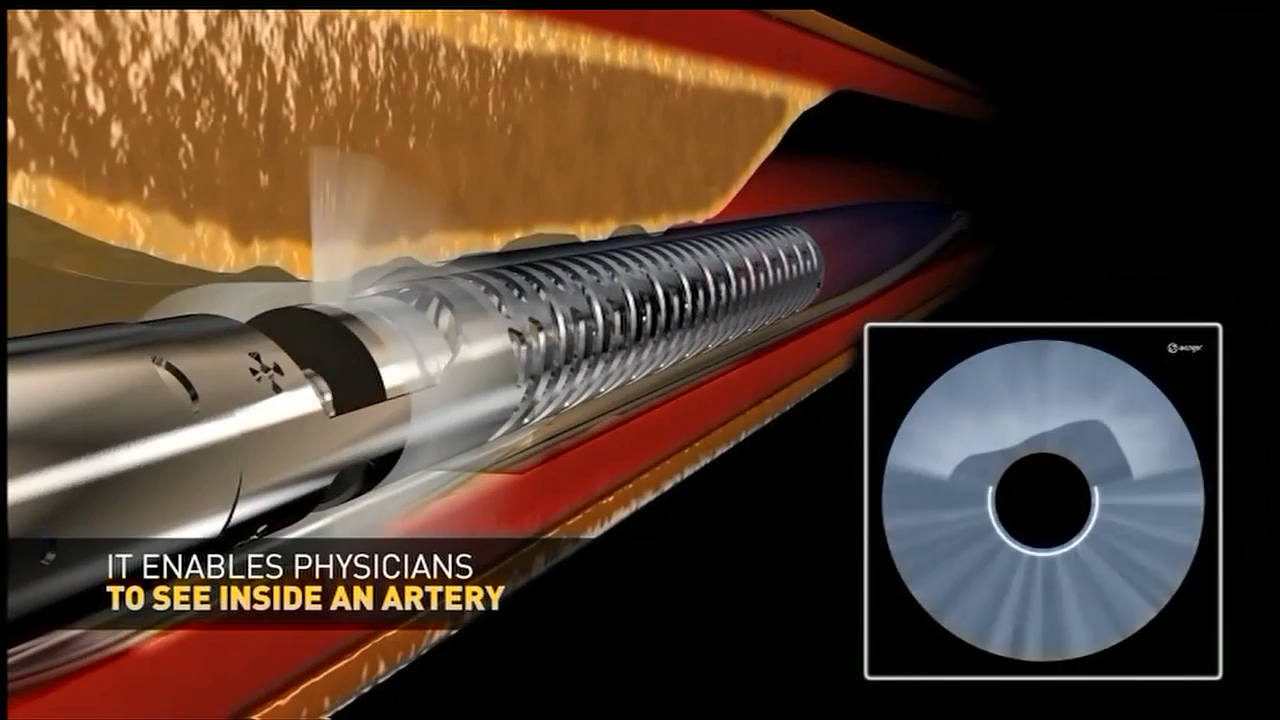 IT ENABLES PHYSICIANS
TO SEE INSIDE AN ARTERY